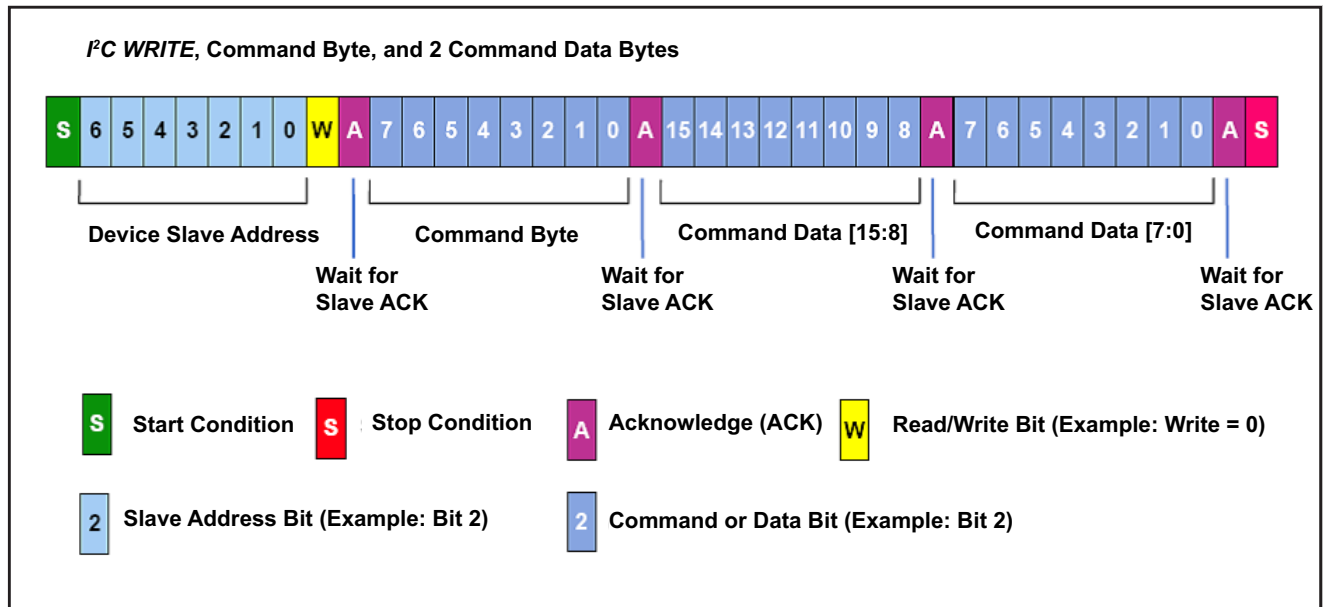 I²C WRITE, Command Byte, and 2 Command Data Bytes
S 6 5 4 3 2 1 0 W A 7 6 5 4 3 2 1 0 A 15 14 13 12 11 10 9 8 A 7 6 5 4 3 2 1 0 A S
Device Slave Address Command Byte Command Data [15:8] Command Data [7:0]
Wait for Wait for Wait for Wait for
Slave ACK Slave ACK Slave ACK Slave ACK
S Start Condition S : Stop Condition A Acknowledge (ACK) W Read/Write Bit (Example: Write = 0)
2 Slave Address Bit (Example: Bit 2) 2 Command or Data Bit (Example: Bit 2)